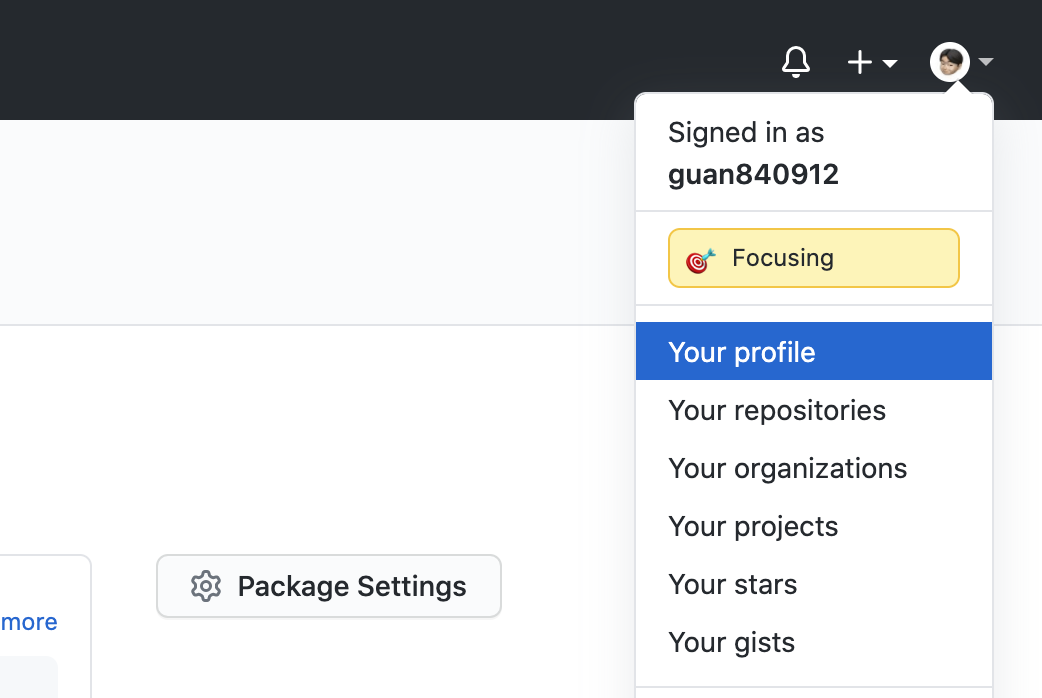 Signed in as
guan840912
Focusing
Your profile
Your repositories
Your organizations
Your projects
Your stars
Your gists
Package Settings
more